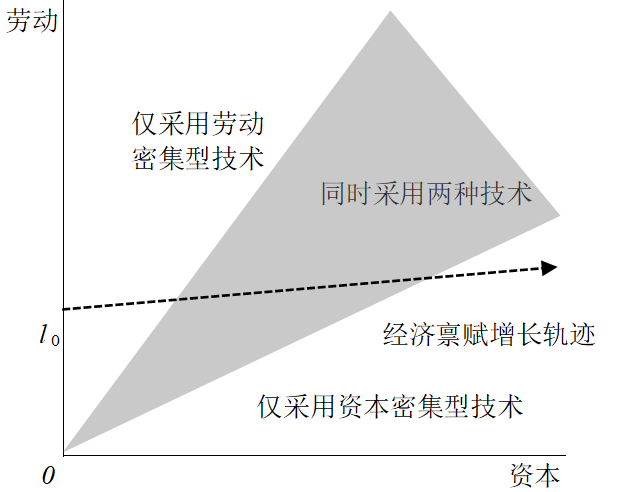 劳动
仅采用劳动
密集型技术
同时采用两种技术
l₀
经济禀赋增长轨迹
仅采用资本密集型技术
0
资本